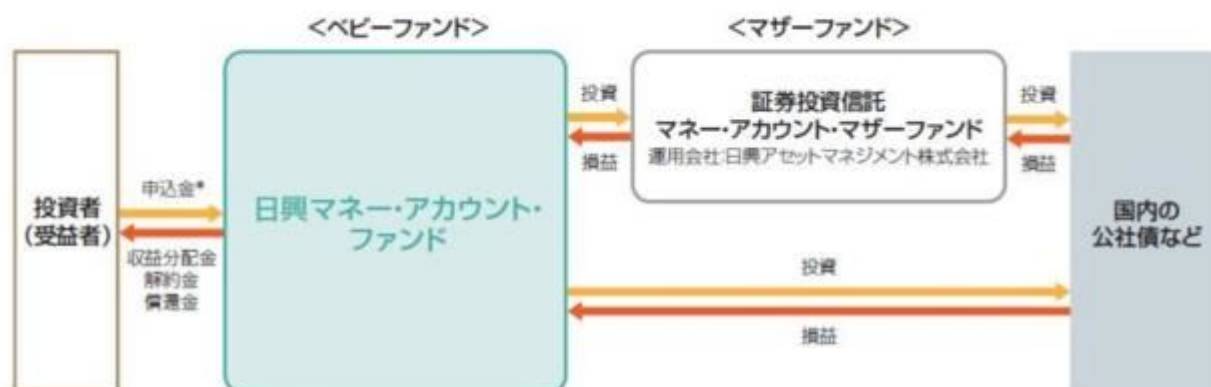 <ベビーファンド>
<マザーファンド>
投資者
(受益者)
申込金*
収益分配金
解約金
償還金
日興マネー・アカウント・
ファンド
投資
損益
証券投資信託
マネー・アカウント・マザーファンド
運用会社:日興アセットマネジメント株式会社
投資
損益
投資
損益
国内の
公社債など